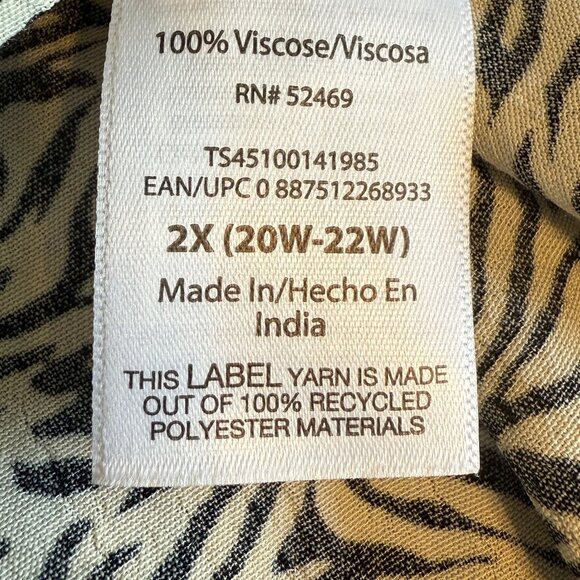 100% Viscose/Viscosa
RN# 52469
TS45100141985
EAN/UPC 0 887512268933
2X (20W-22W)
Made In/Hecho En
India
THIS LABEL YARN IS MADE
OUT OF 100% RECYCLED
POLYESTER MATERIALS